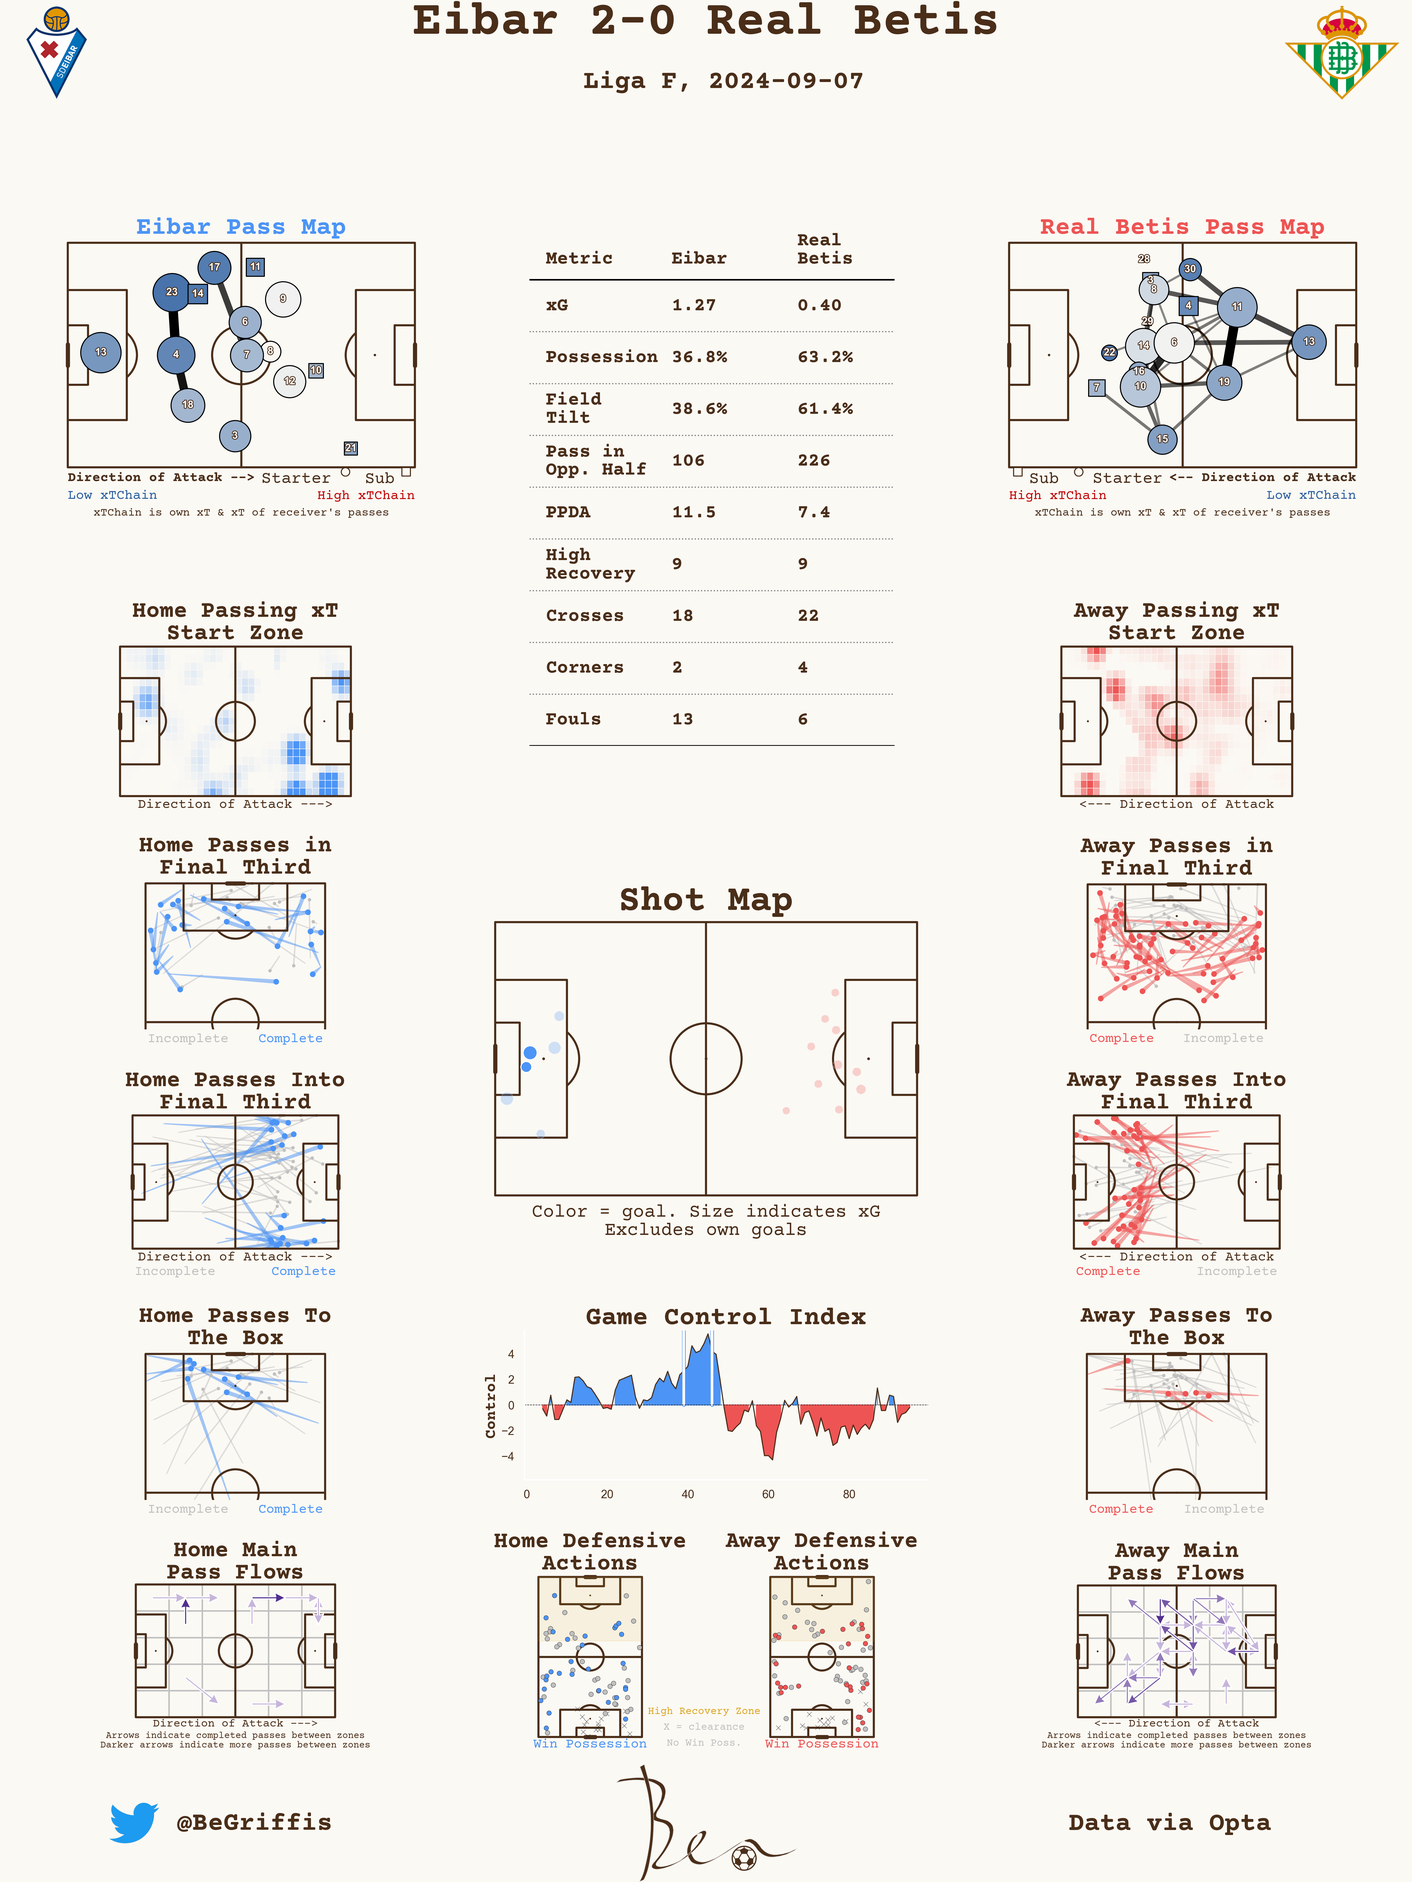 Eibar 2-0 Real Betis
Liga F, 2024-09-07
SDEIBAR
Eibar Pass Map
17
11
23
14
9
6
13
4
7
8
10
12
18
3
21
Direction of Attack --> Starter Sub
Low xTChain High xTChain
xTChain is own xT & xT of receiver's passes
Metric Eibar Real Betis
xG 1.27 0.40
Possession 36.8% 63.2%
Field Tilt 38.6% 61.4%
Pass in Opp. Half 106 226
PPDA 11.5 7.4
High Recovery 9 9
Crosses 18 22
Corners 2 4
Fouls 13 6
Real Betis Pass Map
28
30
3
8
4
11
29
14
6
13
22
16
10
7
19
15
Sub Starter <-- Direction of Attack
High xTChain Low xTChain
xTChain is own xT & xT of receiver's passes
Home Passing xT
Start Zone
Direction of Attack --->
Away Passing xT
Start Zone
<--- Direction of Attack
Home Passes in
Final Third
Incomplete Complete
Away Passes in
Final Third
Complete Incomplete
Shot Map
Color = goal. Size indicates xG
Excludes own goals
Home Passes Into
Final Third
Direction of Attack --->
Incomplete Complete
Away Passes Into
Final Third
<--- Direction of Attack
Complete Incomplete
Home Passes To
The Box
Incomplete Complete
Game Control Index
Control
4
2
0
−2
−4
0 20 40 60 80
Away Passes To
The Box
Complete Incomplete
Home Main
Pass Flows
Direction of Attack --->
Arrows indicate completed passes between zones
Darker arrows indicate more passes between zones
Home Defensive
Actions
Win Possession
Away Defensive
Actions
Win Possession
High Recovery Zone
X = clearance
No Win Poss.
Away Main
Pass Flows
<--- Direction of Attack
Arrows indicate completed passes between zones
Darker arrows indicate more passes between zones
@BeGriffis
Ben
Data via Opta